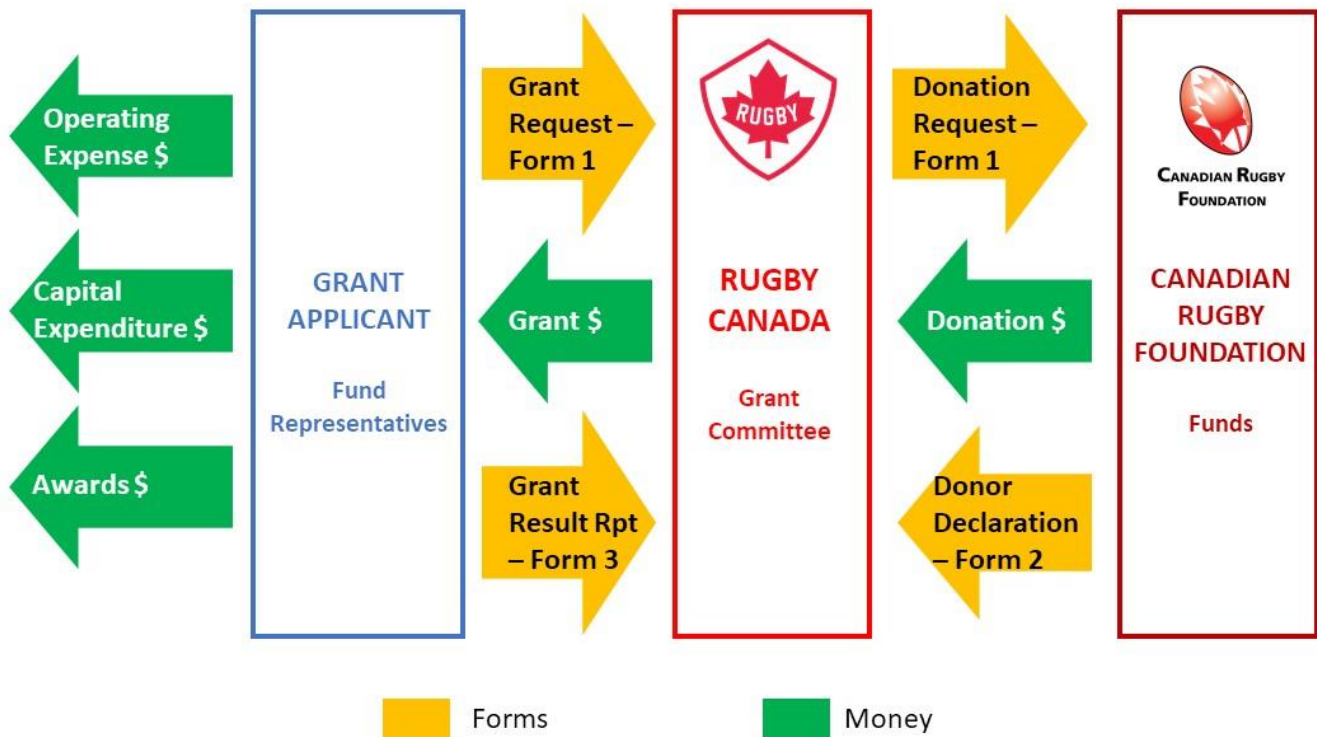 Operating
Expense $
Capital
Expenditure $
Awards $
GRANT
APPLICANT
Fund
Representatives
Grant
Request –
Form 1
Grant $
Grant
Result Rpt
– Form 3
RUGBY
RUGBY
CANADA
Grant
Committee
Donation
Request –
Form 1
Donation $
Donor
Declaration
– Form 2
CANADIAN RUGBY
FOUNDATION
CANADIAN
RUGBY
FOUNDATION
Funds
Forms
Money